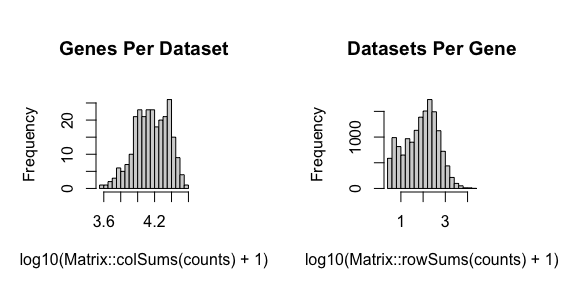 Genes Per Dataset
Frequency
0
10
20
3.6
4.2
log10(Matrix::colSums(counts) + 1)
Datasets Per Gene
Frequency
0
1000
1
3
log10(Matrix::rowSums(counts) + 1)